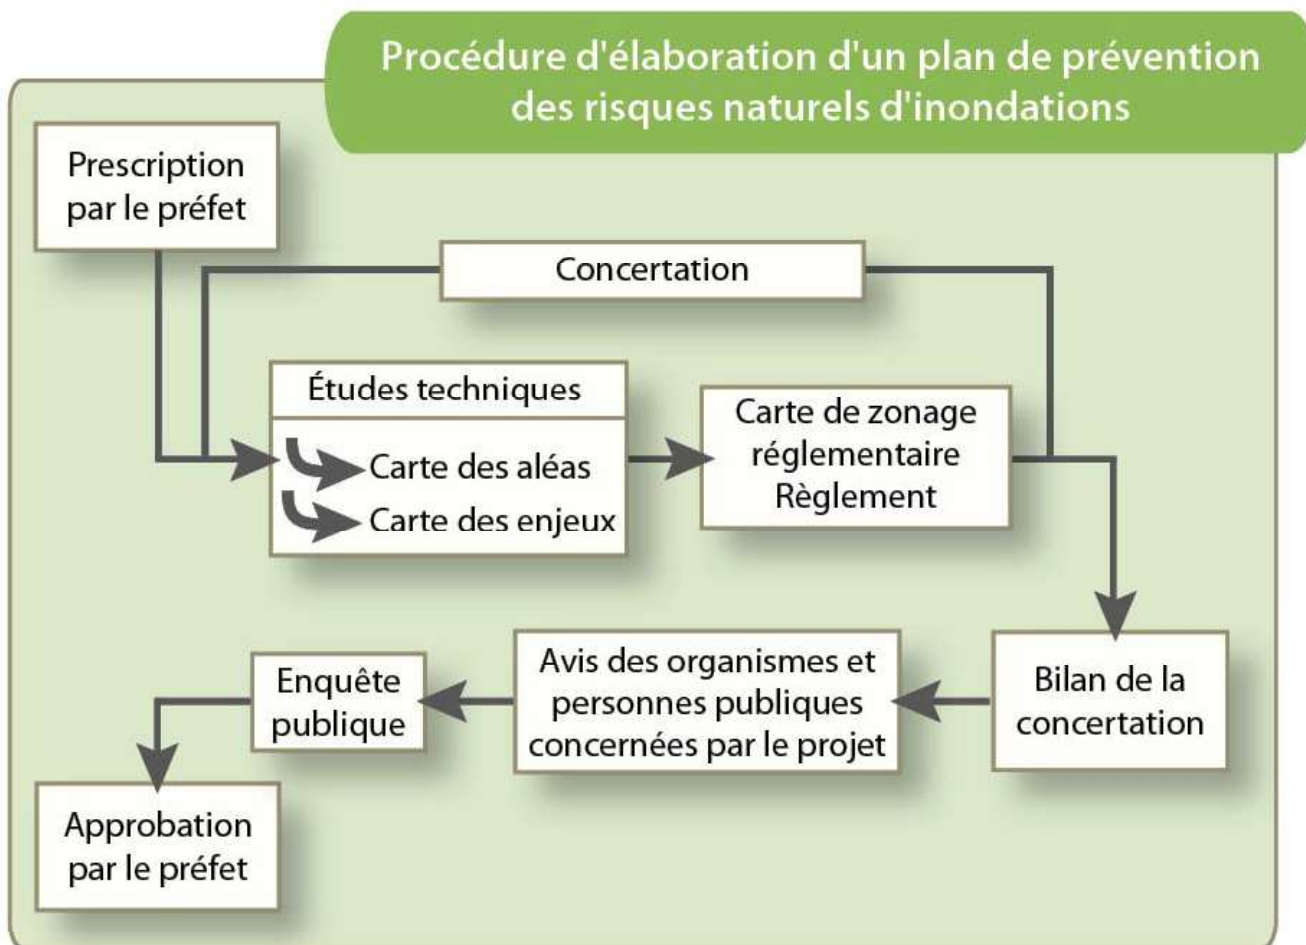 Procédure d'élaboration d'un plan de prévention
des risques naturels d'inondations
Prescription
par le préfet
Concertation
Études techniques
Carte des aléas
Carte des enjeux
Carte de zonage
réglementaire
Règlement
Bilan de la
concertation
Avis des organismes et
personnes publiques
concernées par le projet
Enquête
publique
Approbation
par le préfet